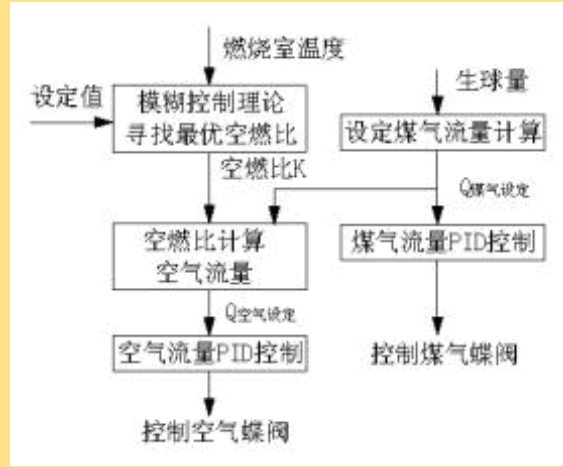 燃烧室温度
设定值
模糊控制理论
寻找最优空燃比
空燃比K
空燃比计算
空气流量
Q空气设定
空气流量PID控制
控制空气蝶阀
生球量
设定煤气流量计算
Q煤气设定
煤气流量PID控制
控制煤气蝶阀